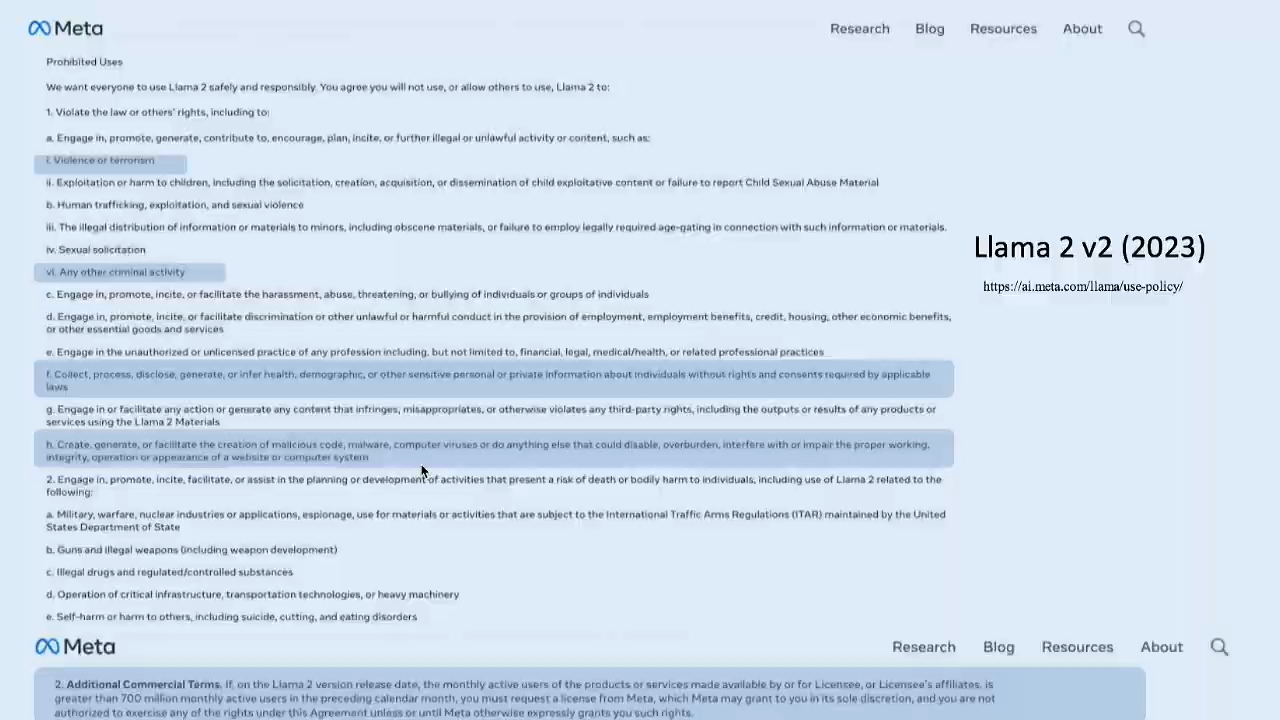 Meta
Research Blog Resources About
Prohibited Uses
We want everyone to use Llama 2 safely and responsibly. You agree you will not use, or allow others to use, Llama 2 to:
1. Violate the law or others' rights, including to:
a. Engage in, promote, generate, contribute to, encourage, plan, incite, or further illegal or unlawful activity or content, such as:
i. Violence or terrorism
ii. Exploitation or harm to children, including the solicitation, creation, acquisition, or dissemination of child exploitative content or failure to report Child Sexual Abuse Material
b. Human trafficking, exploitation, and sexual violence
iii. The illegal distribution of information or materials to minors, including obscene materials, or failure to employ legally required age-gating in connection with such information or materials.
iv. Sexual solicitation
vi. Any other criminal activity
c. Engage in, promote, incite, or facilitate the harassment, abuse, threatening, or bullying of individuals or groups of individuals
d. Engage in, promote, incite, or facilitate discrimination or other unlawful or harmful conduct in the provision of employment, employment benefits, credit, housing, other economic benefits,
or other essential goods and services
e. Engage in the unauthorized or unlicensed practice of any profession including, but not limited to, financial, legal, medical/health, or related professional practices
f. Collect, process, disclose, generate, or infer health, demographic, or other sensitive personal or private information about individuals without rights and consents required by applicable
laws
g. Engage in or facilitate any action or generate any content that infringes, misappropriates, or otherwise violates any third-party rights, including the outputs or results of any products or
services using the Llama 2 Materials
h. Create, generate, or facilitate the creation of malicious code, malware, computer viruses or do anything else that could disable, overburden, interfere with or impair the proper working,
integrity, operation or appearance of a website or computer system
2. Engage in, promote, incite, facilitate, or assist in the planning or development of activities that present a risk of death or bodily harm to individuals, including use of Llama 2 related to the
following:
a. Military, warfare, nuclear industries or applications, espionage, use for materials or activities that are subject to the International Traffic Arms Regulations (ITAR) maintained by the United
States Department of State
b. Guns and illegal weapons (including weapon development)
c. Illegal drugs and regulated/controlled substances
d. Operation of critical infrastructure, transportation technologies, or heavy machinery
e. Self-harm or harm to others, including suicide, cutting, and eating disorders
Llama 2 v2 (2023)
https://ai.meta.com/llama/use-policy/
Meta
Research Blog Resources About
2. Additional Commercial Terms. If, on the Llama 2 version release date, the monthly active users of the products or services made available by or for Licensee, or Licensee's affiliates, is
greater than 700 million monthly active users in the preceding calendar month, you must request a license from Meta, which Meta may grant to you in its sole discretion, and you are not
authorized to exercise any of the rights under this Agreement unless or until Meta otherwise expressly grants you such rights.